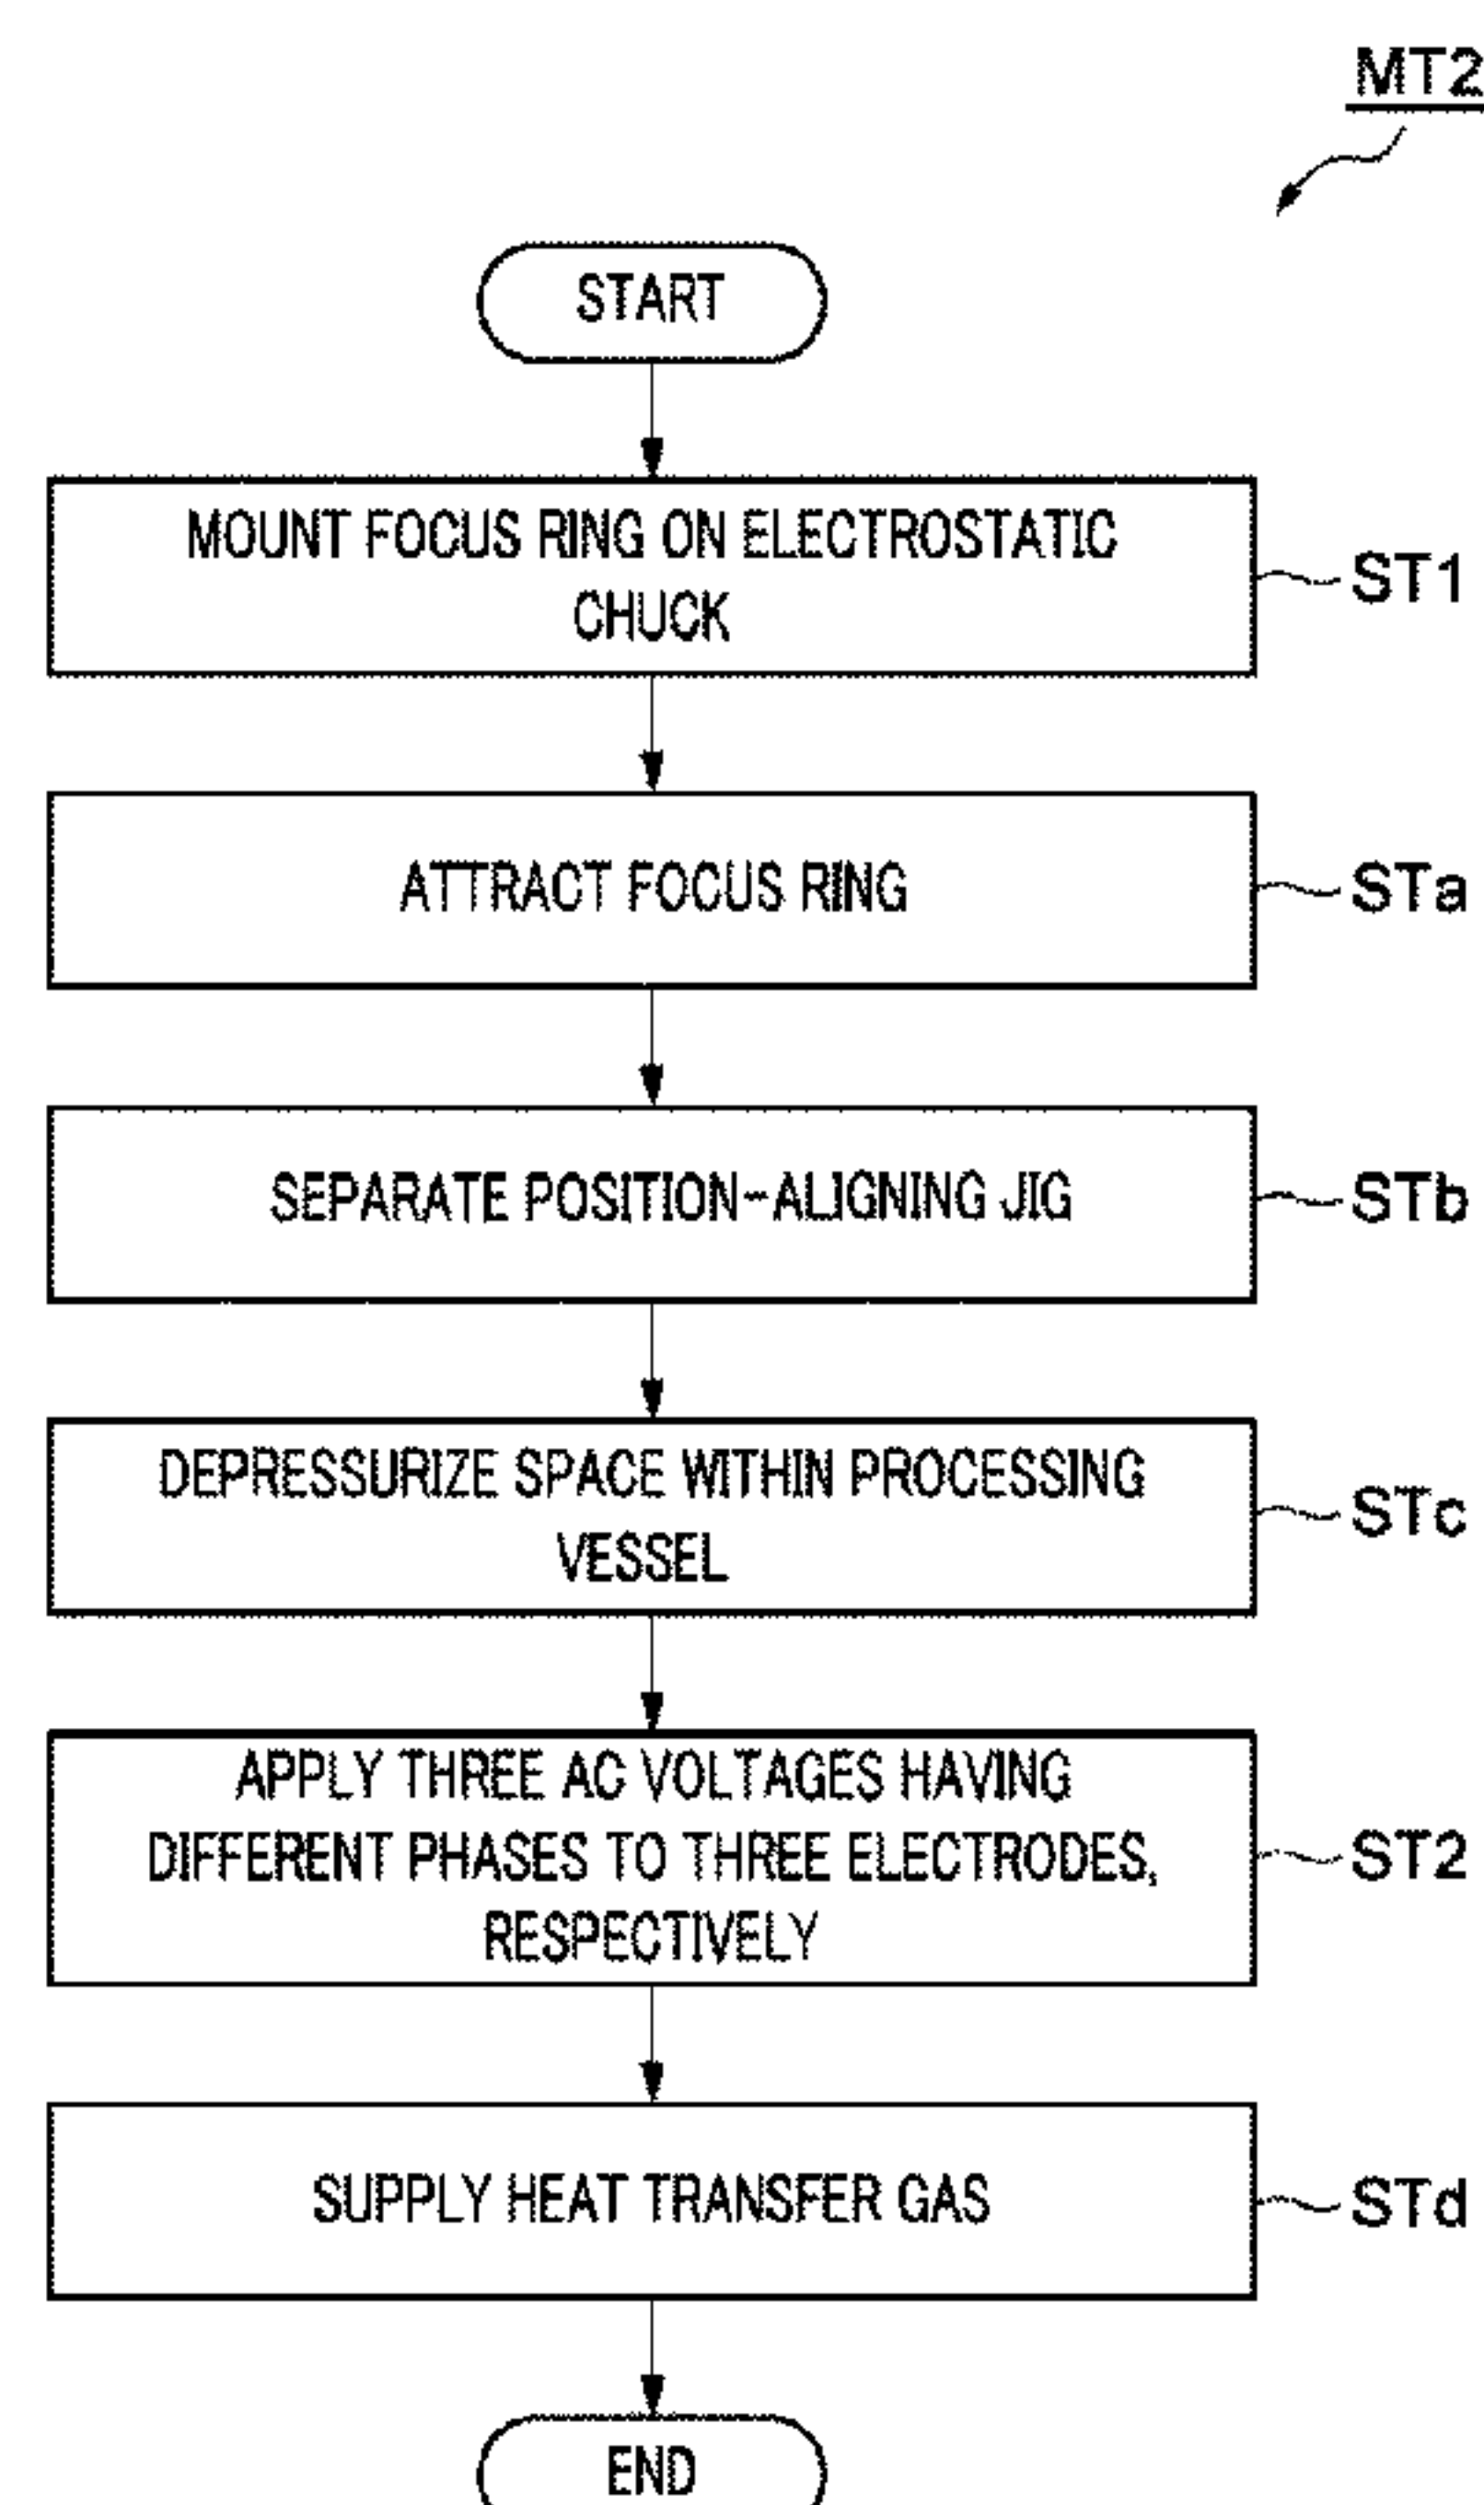 MT2
START
MOUNT FOCUS RING ON ELECTROSTATIC
CHUCK
ST1
ATTRACT FOCUS RING
STa
SEPARATE POSITION-ALIGNING JIG
STb
DEPRESSURIZE SPACE WITHIN PROCESSING
VESSEL
STc
APPLY THREE AC VOLTAGES HAVING
DIFFERENT PHASES TO THREE ELECTRODES,
RESPECTIVELY
ST2
SUPPLY HEAT TRANSFER GAS
STd
END